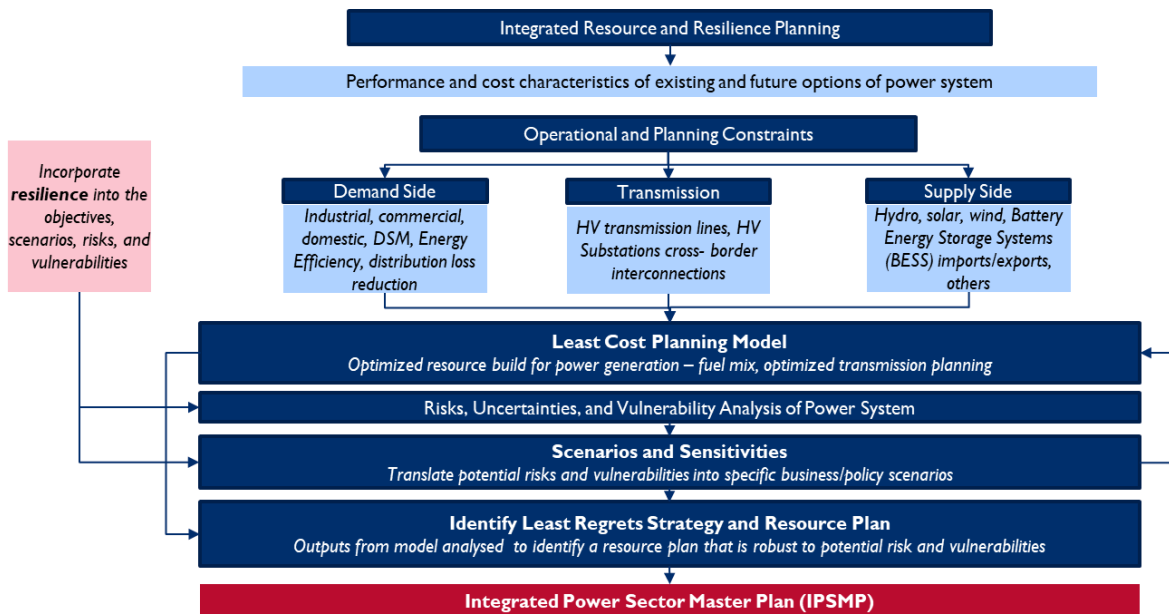 Integrated Resource and Resilience Planning
Performance and cost characteristics of existing and future options of power system
Operational and Planning Constraints
Incorporate
resilience into the
objectives,
scenarios, risks, and
vulnerabilities
Demand Side
Industrial, commercial,
domestic, DSM, Energy
Efficiency, distribution loss
reduction
Transmission
HV transmission lines, HV
Substations cross- border
interconnections
Supply Side
Hydro, solar, wind, Battery
Energy Storage Systems
(BESS) imports/exports,
others
Least Cost Planning Model
Optimized resource build for power generation – fuel mix, optimized transmission planning
Risks, Uncertainties, and Vulnerability Analysis of Power System
Scenarios and Sensitivities
Translate potential risks and vulnerabilities into specific business/policy scenarios
Identify Least Regrets Strategy and Resource Plan
Outputs from model analysed to identify a resource plan that is robust to potential risk and vulnerabilities
Integrated Power Sector Master Plan (IPSMP)